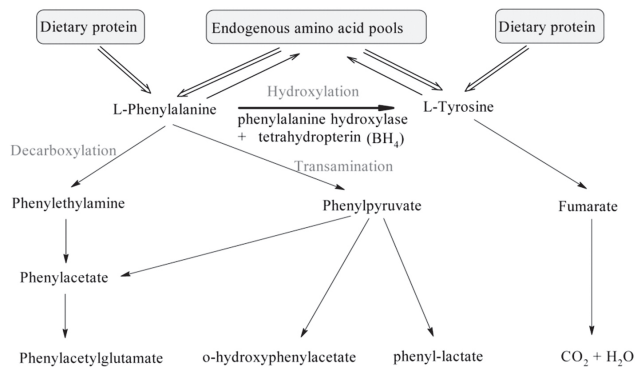 Dietary protein
Endogenous amino acid pools
Dietary protein
Hydroxylation
L-Phenylalanine
L-Tyrosine
phenylalanine hydroxylase
+ tetrahydropterin (BH4)
Decarboxylation
Transamination
Phenylethylamine
Phenylpyruvate
Fumarate
Phenylacetate
Phenylacetylglutamate
o-hydroxyphenylacetate
phenyl-lactate
CO2 + H2O